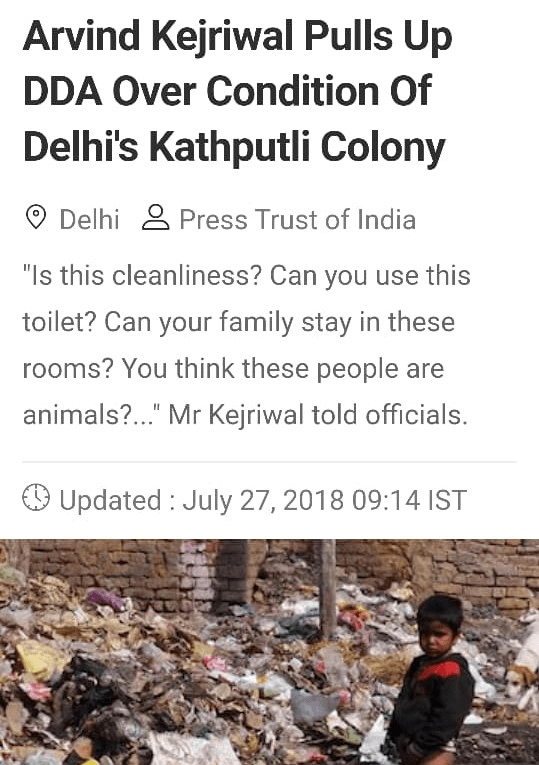 Arvind Kejriwal Pulls Up
DDA Over Condition Of
Delhi's Kathputli Colony
Delhi Press Trust of India
"Is this cleanliness? Can you use this
toilet? Can your family stay in these
rooms? You think these people are
animals?..." Mr Kejriwal told officials.
Updated : July 27, 2018 09:14 IST